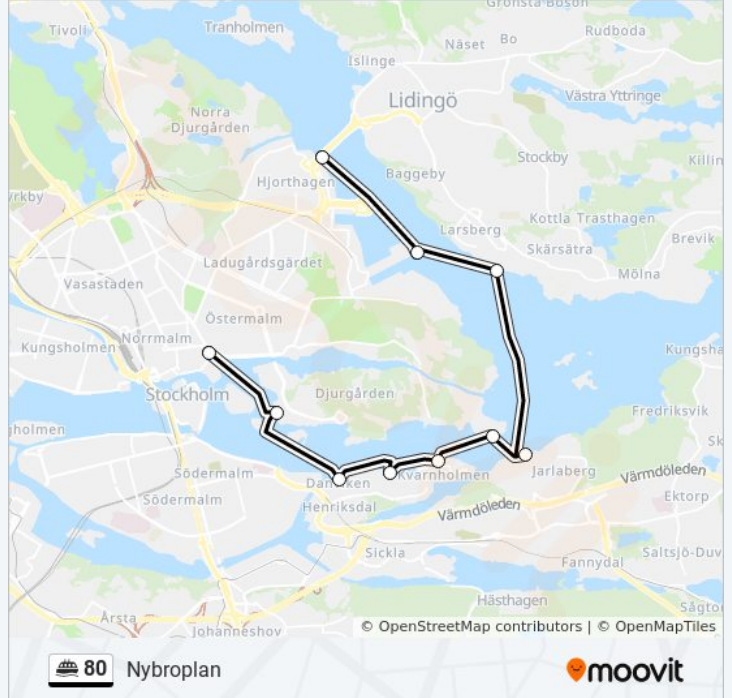 Grönsta Boson
Tivoli
Tranholmen
Rudboda
Näset
Bo
Islinge
Lidingö
Västra Yttringe
Norra
Djurgården
Stockby
Killin
Baggeby
Hjorthagen
yrkby
Kottla Trasthagen
Larsberg
Brevik
Skärsätra
Ladugårdsgärdet
Mölna
Vasastaden
Östermalm
Norrmalm
Kungsholmen
Kungsha
Djurgården
Stockholm
Fredriksvik
gholmen
Sk
Södermalm
Kvarnholmen
Jarlaberg
Värmdöleden
Södermalm
Henriksdal
Värmdöleden
Ektorp
Sickla
Saltsjö-Duv
Fannydal
Hästhagen
Sågtor
Årsta
Johanneshov
© OpenStreetMap contributors | © OpenMapTiles
80 Nybroplan
moovit